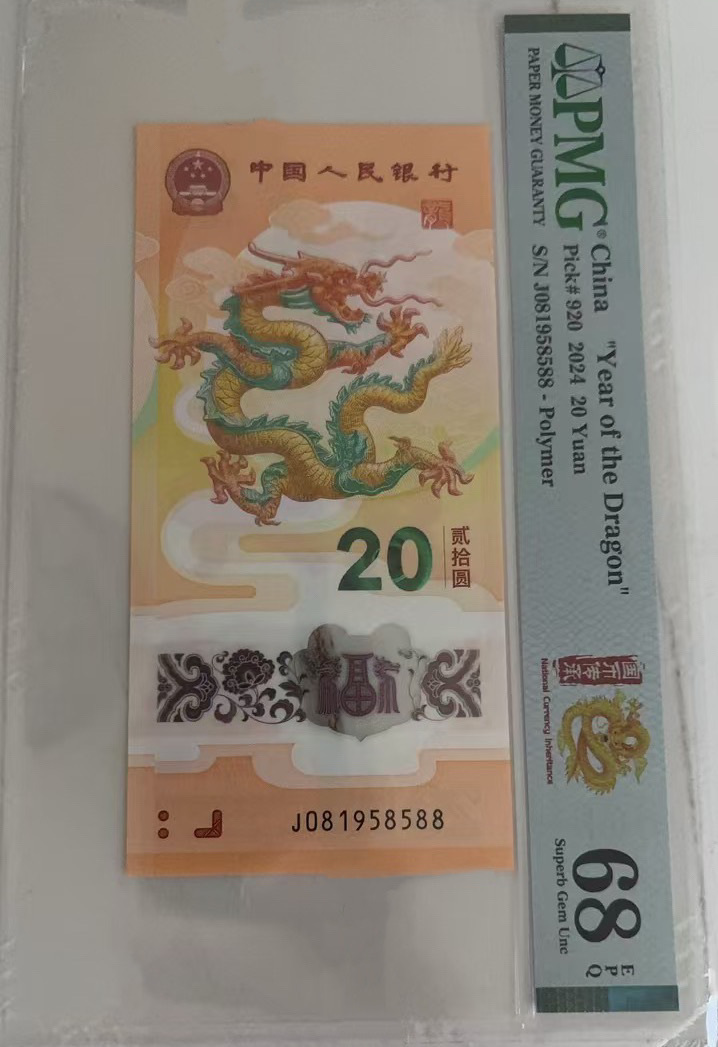 中国人民银行
20
贰拾圆
J081958588
PMG®
PAPER MONEY GUARANTY
China "Year of the Dragon"
Pick# 920 2024 20 Yuan
S/N J081958588 - Polymer
国币传承
National Currency Inheritance
68
EPQ
Superb Gem Unc